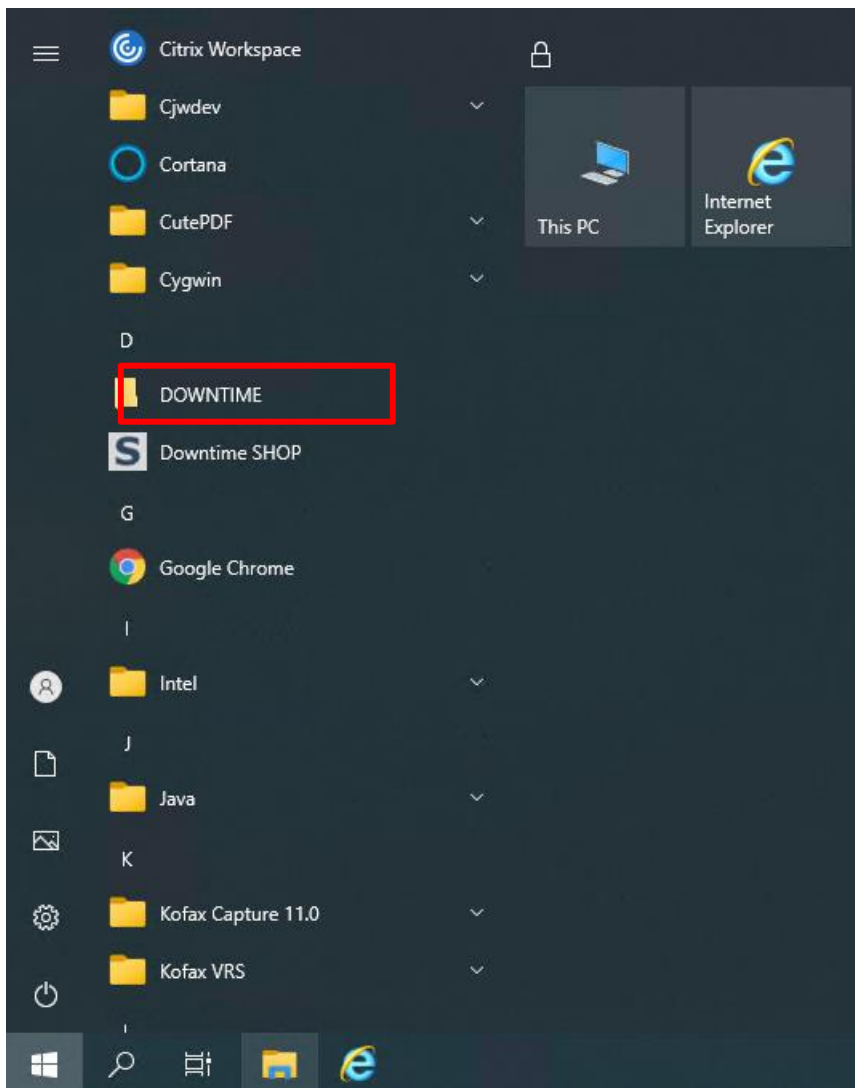 Citrix Workspace
Cjwdev
Cortana
CutePDF
Cygwin
D
DOWNTIME
S Downtime SHOP
G
Google Chrome
I
Intel
J
Java
K
Kofax Capture 11.0
Kofax VRS
This PC
Internet
Explorer